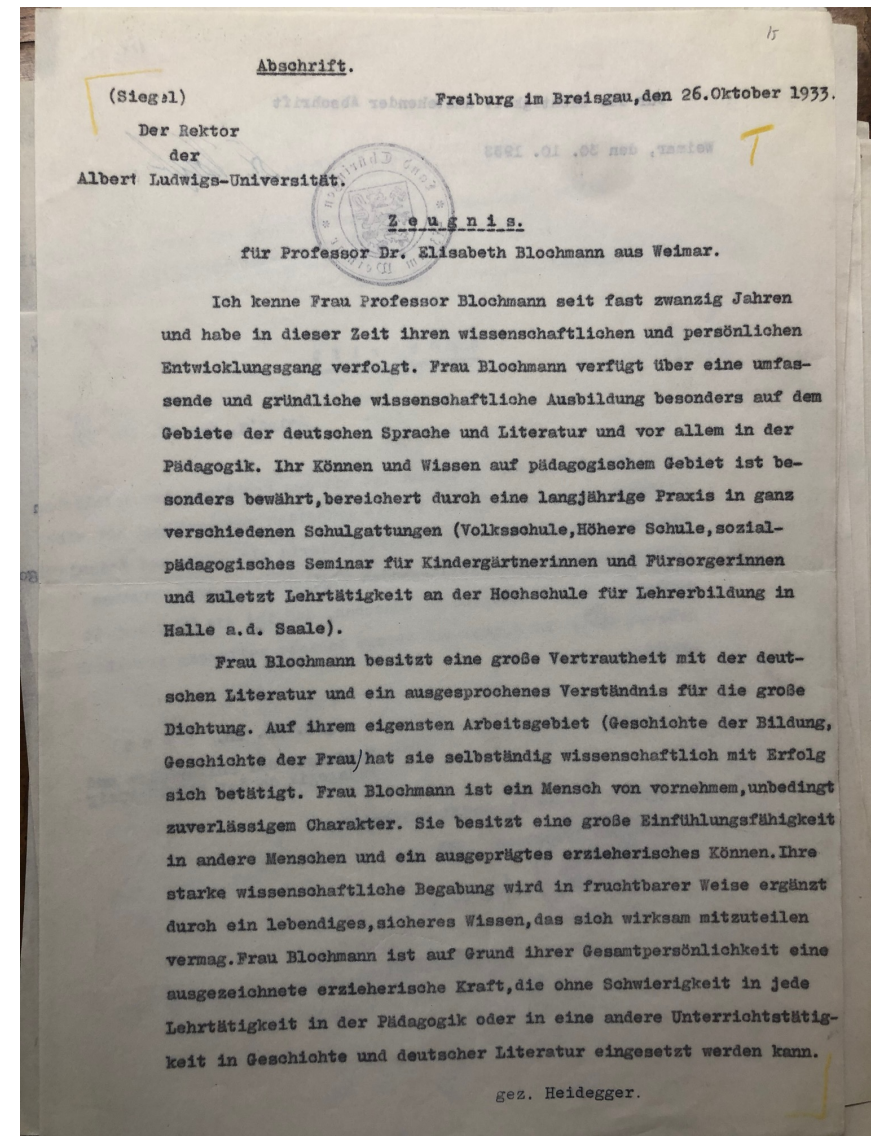 15
Abschrift.
(Siegel)
Freiburg im Breisgau,den 26.Oktober 1933.
Der Rektor
der
Albert Ludwigs-Universität.
Zeugnis.
für Professor Dr. Elisabeth Blochmann aus Weimar.
Ich kenne Frau Professor Blochmann seit fast zwanzig Jahren
und habe in dieser Zeit ihren wissenschaftlichen und persönlichen
Entwicklungsgang verfolgt. Frau Blochmann verfügt über eine umfas-
sende und gründliche wissenschaftliche Ausbildung besonders auf dem
Gebiete der deutschen Sprache und Literatur und vor allem in der
Pädagogik. Ihr Können und Wissen auf pädagogischem Gebiet ist be-
sonders bewährt,bereichert durch eine langjährige Praxis in ganz
verschiedenen Schulgattungen (Volksschule,Höhere Schule,sozial-
pädagogisches Seminar für Kindergärtnerinnen und Fürsorgerinnen
und zuletzt Lehrtätigkeit an der Hochschule für Lehrerbildung in
Halle a.d. Saale).
Frau Blochmann besitzt eine große Vertrautheit mit der deut-
schen Literatur und ein ausgesprochenes Verständnis für die große
Dichtung. Auf ihrem eigensten Arbeitsgebiet (Geschichte der Bildung,
Geschichte der Frau)hat sie selbständig wissenschaftlich mit Erfolg
sich betätigt. Frau Blochmann ist ein Mensch von vornehmem,unbedingt
zuverlässigem Charakter. Sie besitzt eine große Einfühlungsfähigkeit
in andere Menschen und ein ausgeprägtes erzieherisches Können.Ihre
starke wissenschaftliche Begabung wird in fruchtbarer Weise ergänzt
durch ein lebendiges,sicheres Wissen,das sich wirksam mitzuteilen
vermag.Frau Blochmann ist auf Grund ihrer Gesamtpersönlichkeit eine
ausgezeichnete erzieherische Kraft,die ohne Schwierigkeit in jede
Lehrtätigkeit in der Pädagogik oder in eine andere Unterrichtstätig-
keit in Geschichte und deutscher Literatur eingesetzt werden kann.
gez. Heidegger.